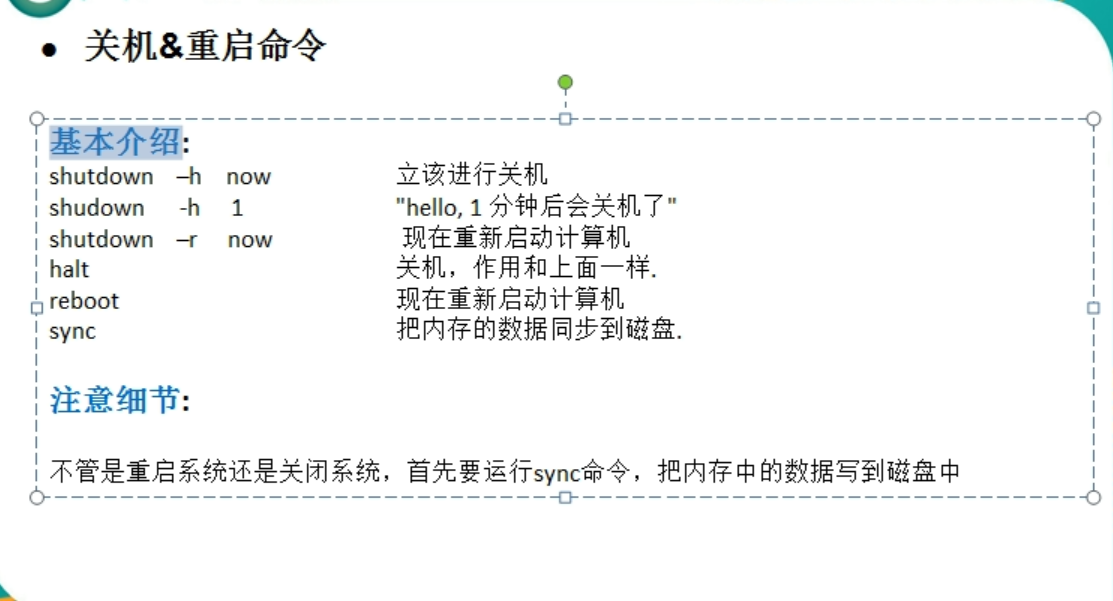 ● 关机&重启命令
基本介绍:
shutdown –h now 立该进行关机
shudown -h 1 "hello, 1 分钟后会关机了"
shutdown –r now 现在重新启动计算机
halt 关机，作用和上面一样.
reboot 现在重新启动计算机
sync 把内存的数据同步到磁盘.
注意细节:
不管是重启系统还是关闭系统，首先要运行sync命令，把内存中的数据写到磁盘中